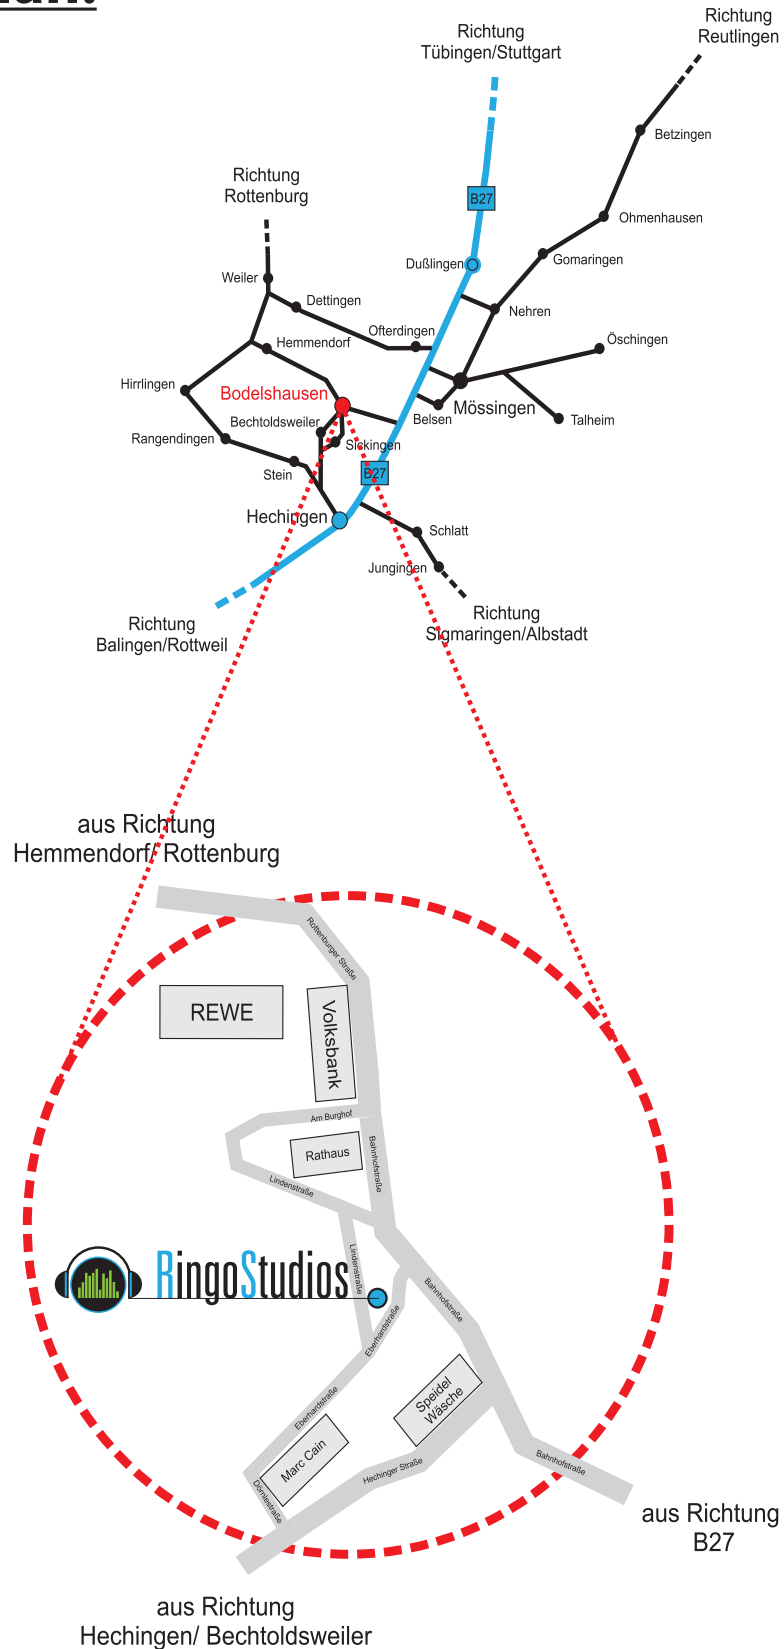 Richtung
Reutlingen
Richtung
Tübingen/Stuttgart
Betzingen
Richtung
Rottenburg
B27
Ohmenhausen
Gomaringen
Dußlingen
Weiler
Dettingen
Nehren
Ofterdingen
Öschingen
Hemmendorf
Hirrlingen
Bodelshausen
Mössingen
Bechtoldsweiler
Belsen
Talheim
Rangendingen
Sickingen
Stein
B27
Hechingen
Schlatt
Jungingen
Richtung
Sigmaringen/Albstadt
Richtung
Balingen/Rottweil
aus Richtung
Hemmendorf/ Rottenburg
Rottenburger Straße
REWE
Volksbank
Am Burghof
Rathaus
Bahnhofstraße
Lindenstraße
Lindenstraße
RingoStudios
Bahnhofstraße
Eberhardstraße
Speidel
Wäsche
Eberhardstraße
Marc Cain
Hechinger Straße
Bahnhofstraße
Dörnlestraße
aus Richtung
B27
aus Richtung
Hechingen/ Bechtoldsweiler